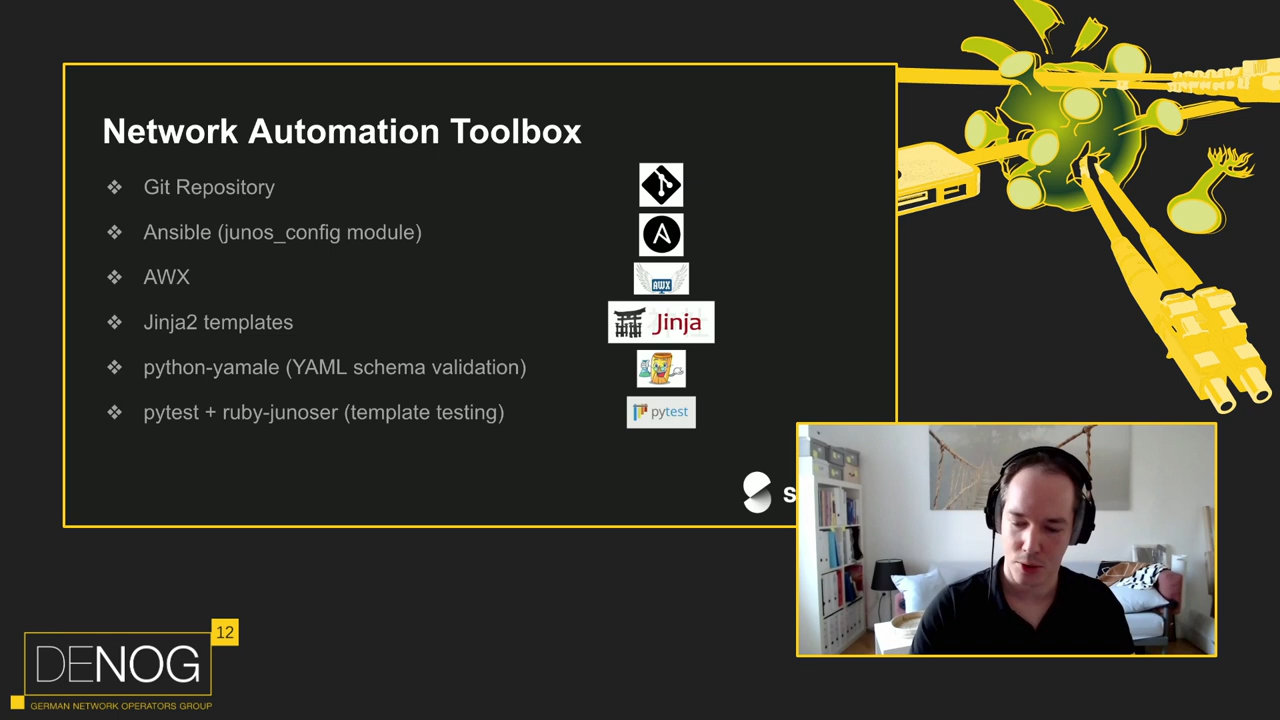 Network Automation Toolbox
❖ Git Repository
❖ Ansible (junos_config module)
❖ AWX
AWX
❖ Jinja2 templates
Jinja
❖ python-yamale (YAML schema validation)
❖ pytest + ruby-junoser (template testing)
pytest
s
12
DENOG
GERMAN NETWORK OPERATORS GROUP